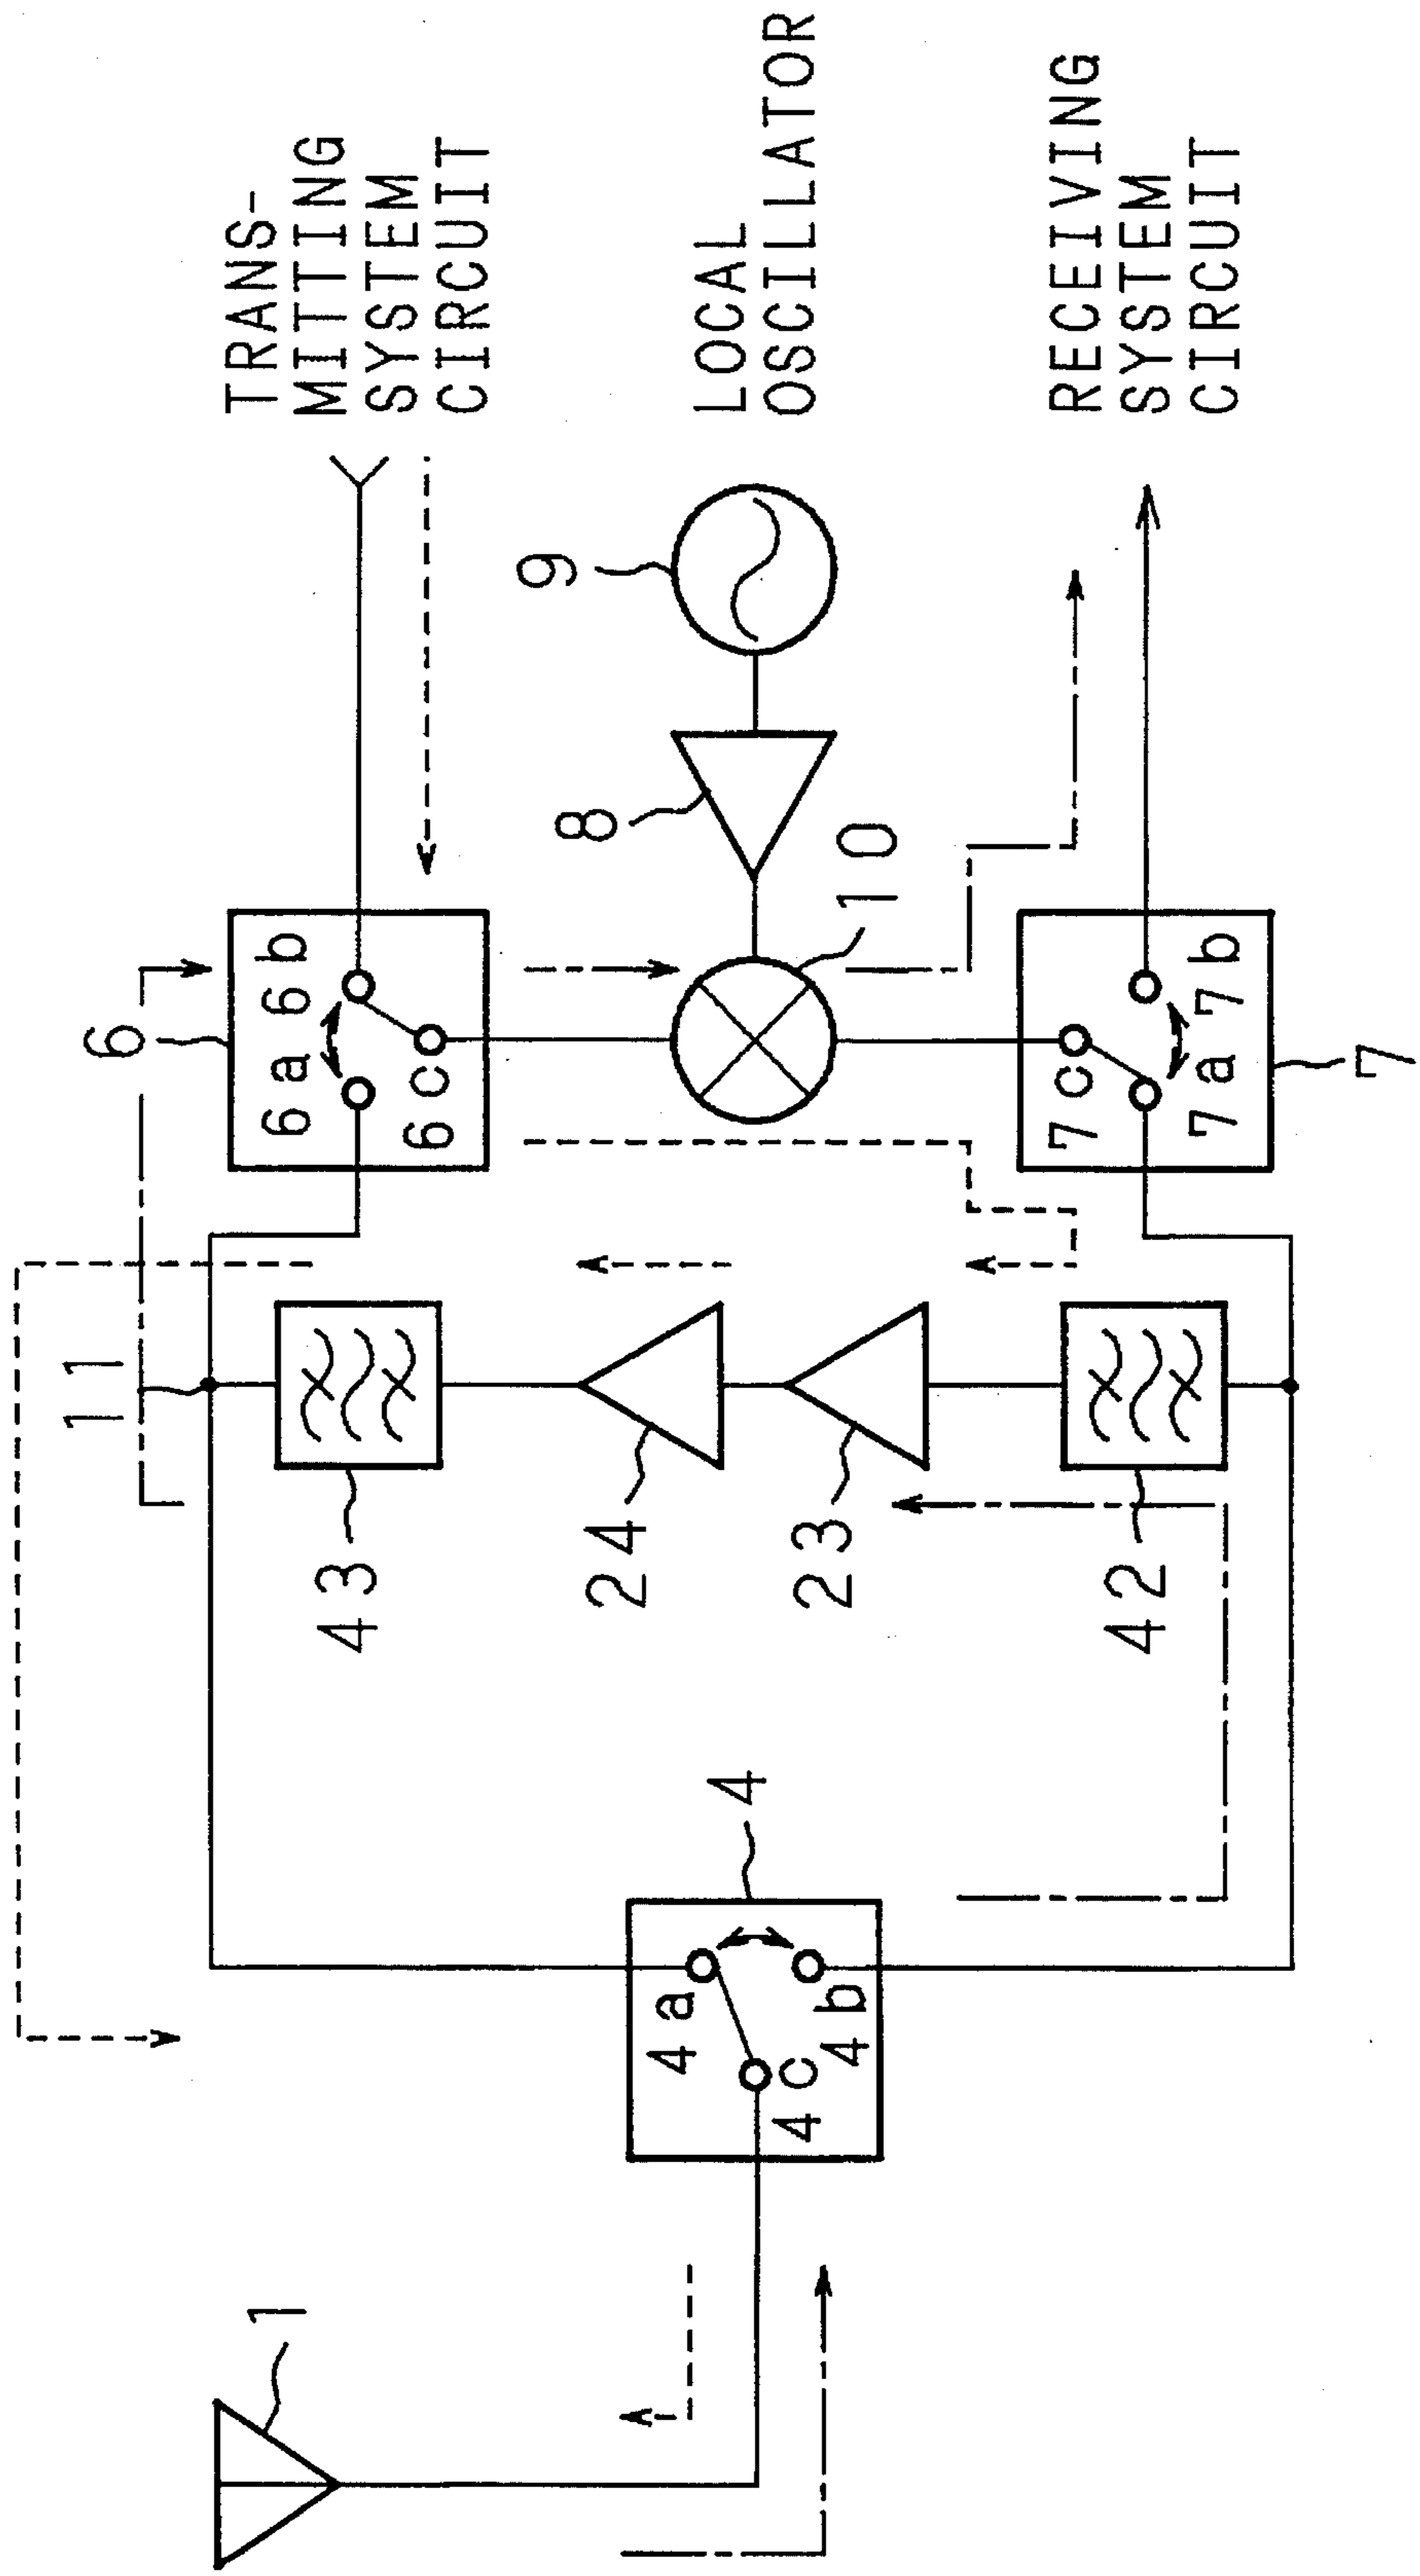 TRANS-
MITTING
SYSTEM
CIRCUIT
LOCAL
OSCILLATOR
RECEIVING
SYSTEM
CIRCUIT
6
6a
6b
6c
9
8
10
7c
7a
7b
7
11
43
24
23
42
4
4a
4b
4c
1